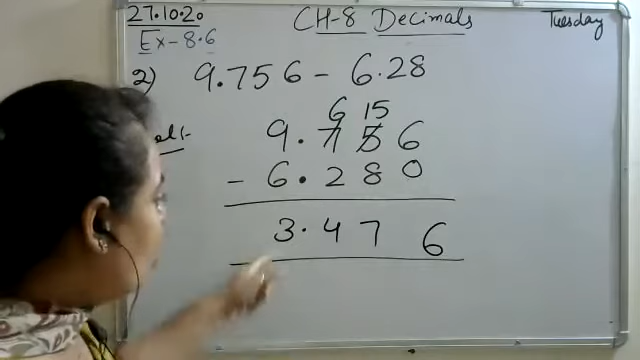 27.10.20 CH-8 Decimals Tuesday
Ex-8.6
2) 9.756 - 6.28
6 15
9.756
- 6.280
3.476